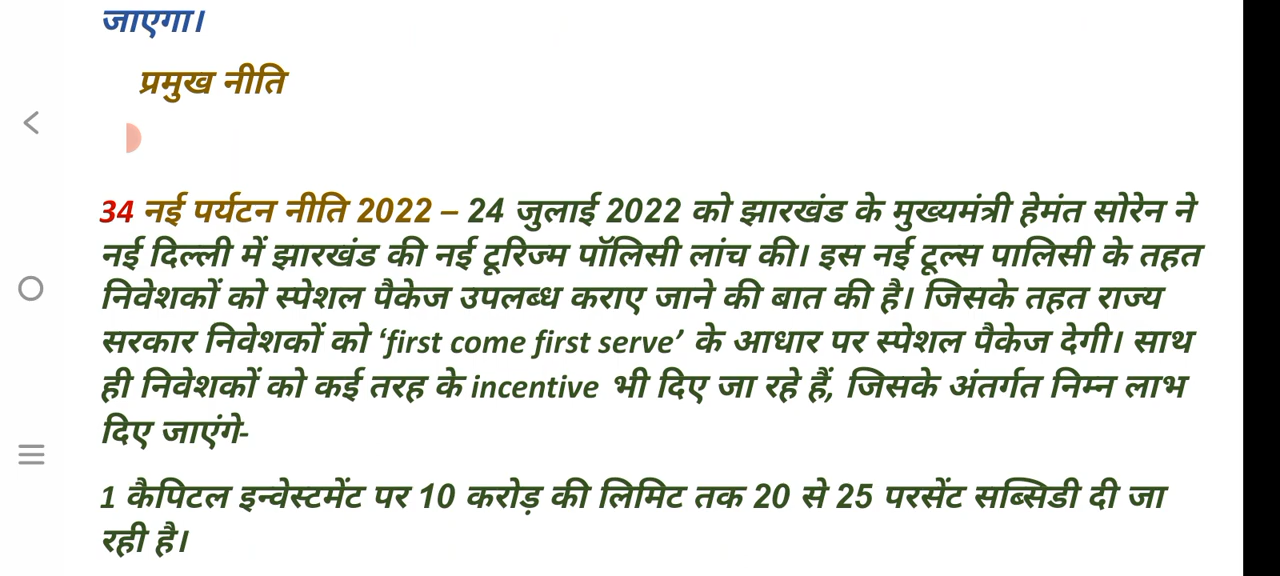 जाएगा।
प्रमुख नीति
34 नई पर्यटन नीति 2022 – 24 जुलाई 2022 को झारखंड के मुख्यमंत्री हेमंत सोरेन ने
नई दिल्ली में झारखंड की नई टूरिज्म पॉलिसी लांच की। इस नई टूल्स पालिसी के तहत
निवेशकों को स्पेशल पैकेज उपलब्ध कराए जाने की बात की है। जिसके तहत राज्य
सरकार निवेशकों को ‘first come first serve’ के आधार पर स्पेशल पैकेज देगी। साथ
ही निवेशकों को कई तरह के incentive भी दिए जा रहे हैं, जिसके अंतर्गत निम्न लाभ
दिए जाएंगे-
1 कैपिटल इन्वेस्टमेंट पर 10 करोड़ की लिमिट तक 20 से 25 परसेंट सब्सिडी दी जा
रही है।